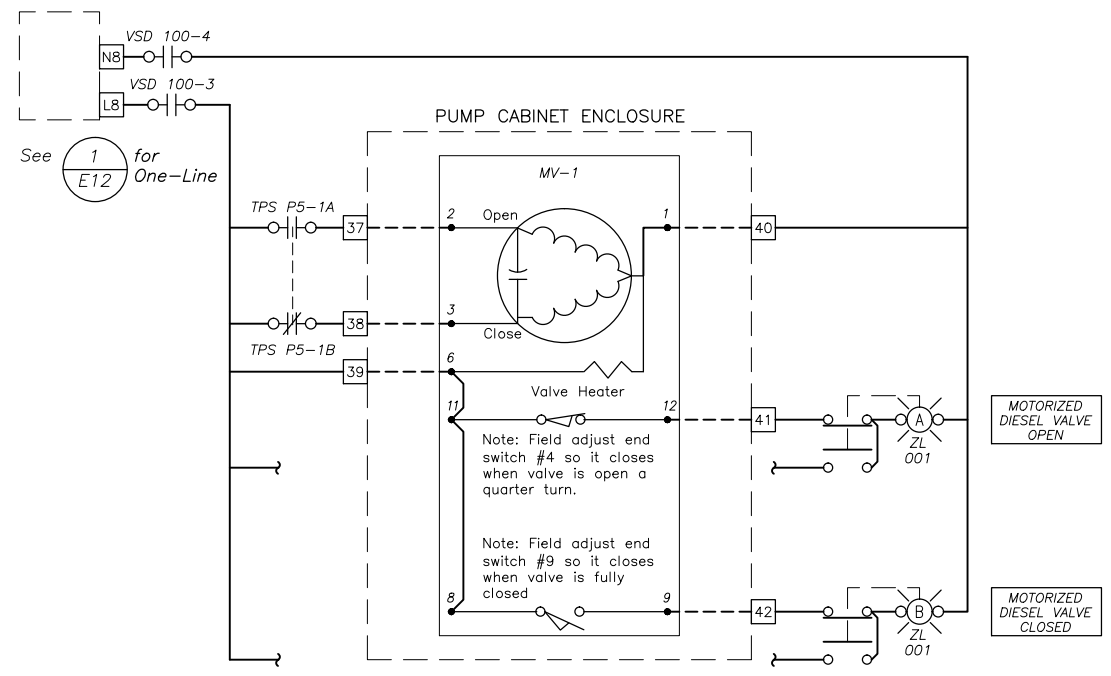 VSD 100-4
N8
VSD 100-3
L8
PUMP CABINET ENCLOSURE
See 1 for
E12 One-Line
MV-1
TPS P5-1A
37
2
Open
1
40
3
38
Close
TPS P5-1B
6
39
Valve Heater
11
12
41
A
ZL
001
MOTORIZED
DIESEL VALVE
OPEN
Note: Field adjust end
switch #4 so it closes
when valve is open a
quarter turn.
Note: Field adjust end
switch #9 so it closes
when valve is fully
closed
8
9
42
B
ZL
001
MOTORIZED
DIESEL VALVE
CLOSED